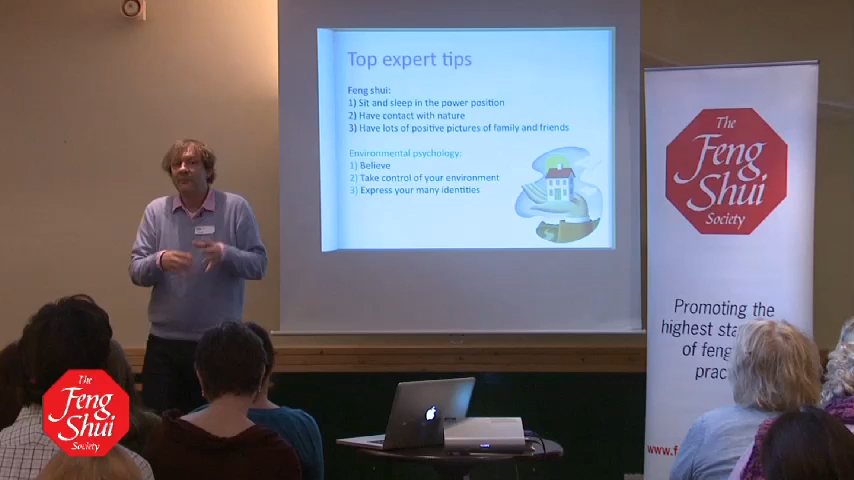 Top expert tips
Feng shui:
1) Sit and sleep in the power position
2) Have contact with nature
3) Have lots of positive pictures of family and friends
Environmental psychology:
1) Believe
2) Take control of your environment
3) Express your many identities
The
Feng
Shui
Society
Promoting the
highest
of feng
www.f
The
Feng
Shui
Society